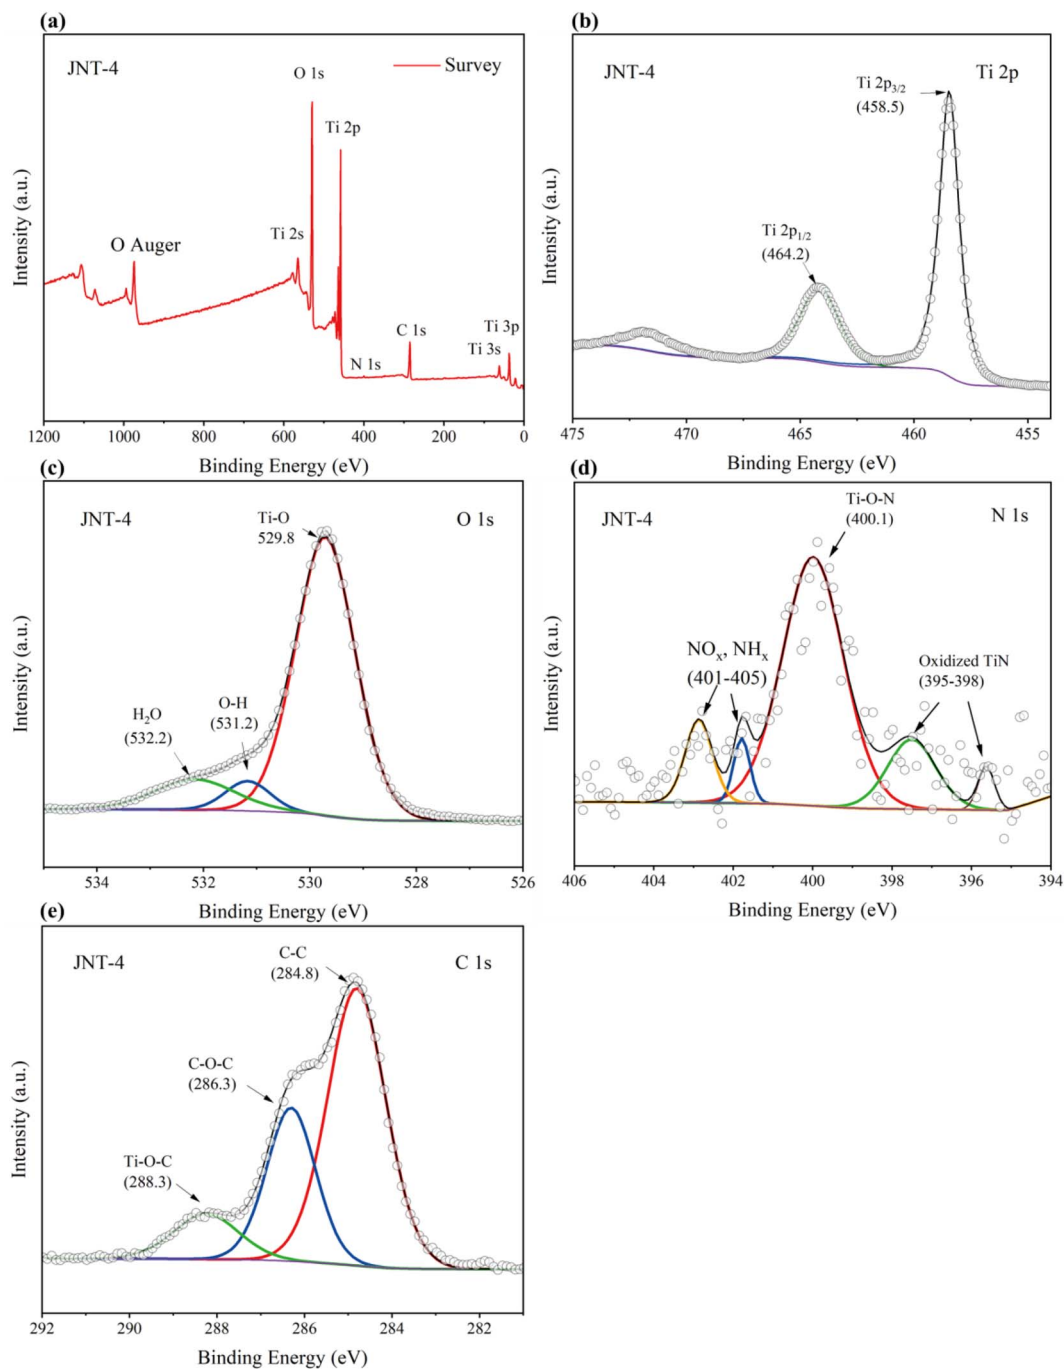 (a)
JNT-4
Survey
O 1s
Ti 2p
Ti 2s
O Auger
N 1s
C 1s
Ti 3p
Ti 3s
Intensity (a.u.)
1200 1000 800 600 400 200 0
Binding Energy (eV)
(b)
JNT-4
Ti 2p
Ti 2p₃/₂
(458.5)
Ti 2p₁/₂
(464.2)
Intensity (a.u.)
475 470 465 460 455
Binding Energy (eV)
(c)
JNT-4
O 1s
Ti-O
529.8
O-H
(531.2)
H₂O
(532.2)
Intensity (a.u.)
534 532 530 528 526
Binding Energy (eV)
(d)
JNT-4
N 1s
Ti-O-N
(400.1)
NOₓ, NHₓ
(401-405)
Oxidized TiN
(395-398)
Intensity (a.u.)
406 404 402 400 398 396 394
Binding Energy (eV)
(e)
JNT-4
C 1s
C-C
(284.8)
C-O-C
(286.3)
Ti-O-C
(288.3)
Intensity (a.u.)
292 290 288 286 284 282
Binding Energy (eV)